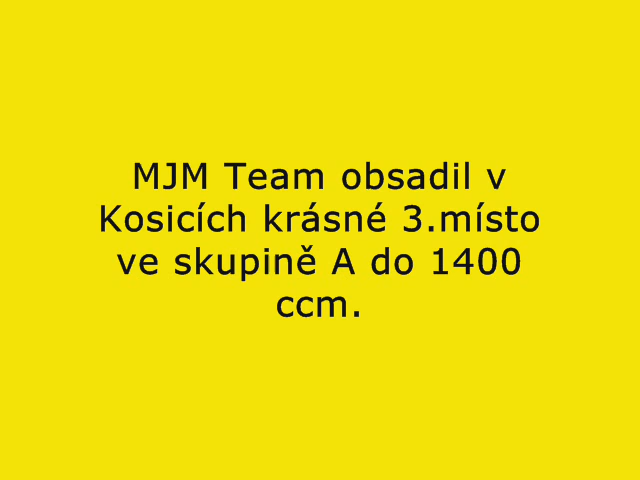 MJM Team obsadil v
Kosicích krásné 3.místo
ve skupině A do 1400
ccm.